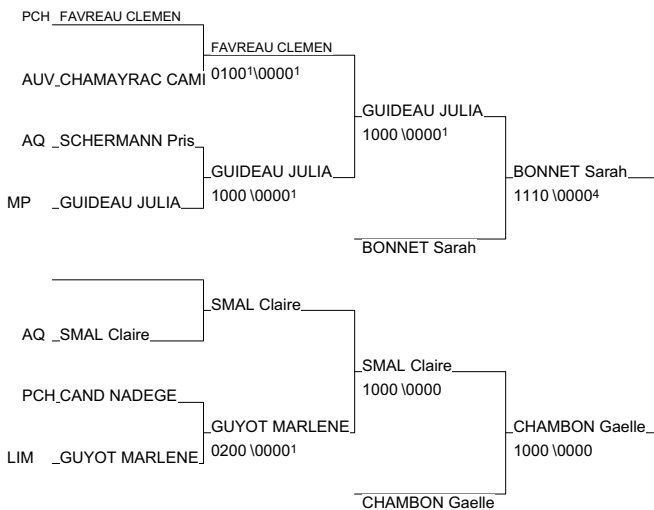 PCH FAVREAU CLEMEN
FAVREAU CLEMEN
AUV CHAMAYRAC CAMI
0100¹\0000¹
GUIDEAU JULIA
1000 \0000¹
AQ SCHERMANN Pris
GUIDEAU JULIA
1000 \0000¹
BONNET Sarah
1110 \0000⁴
MP GUIDEAU JULIA
BONNET Sarah
SMAL Claire
AQ SMAL Claire
SMAL Claire
1000 \0000
PCH CAND NADEGE
GUYOT MARLENE
0200 \0000¹
CHAMBON Gaelle
1000 \0000
LIM GUYOT MARLENE
CHAMBON Gaelle